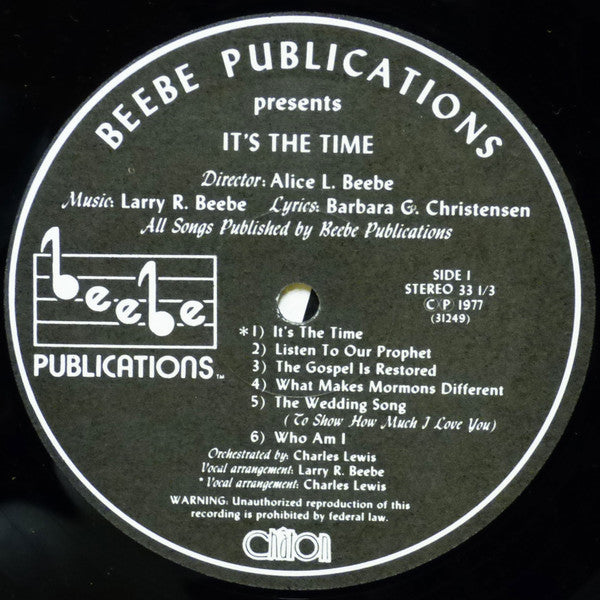 BEEBE PUBLICATIONS
presents
IT'S THE TIME
Director: Alice L. Beebe
Music: Larry R. Beebe Lyrics: Barbara G. Christensen
All Songs Published by Beebe Publications
beebe
PUBLICATIONS™
SIDE I
STEREO 33 1/3
Ⓒ Ⓟ 1977
(31249)
*1) It's The Time
2) Listen To Our Prophet
3) The Gospel Is Restored
4) What Makes Mormons Different
5) The Wedding Song
(To Show How Much I Love You)
6) Who Am I
Orchestrated by: Charles Lewis
Vocal arrangement: Larry R. Beebe
* Vocal arrangement: Charles Lewis
WARNING: Unauthorized reproduction of this
recording is prohibited by federal law.